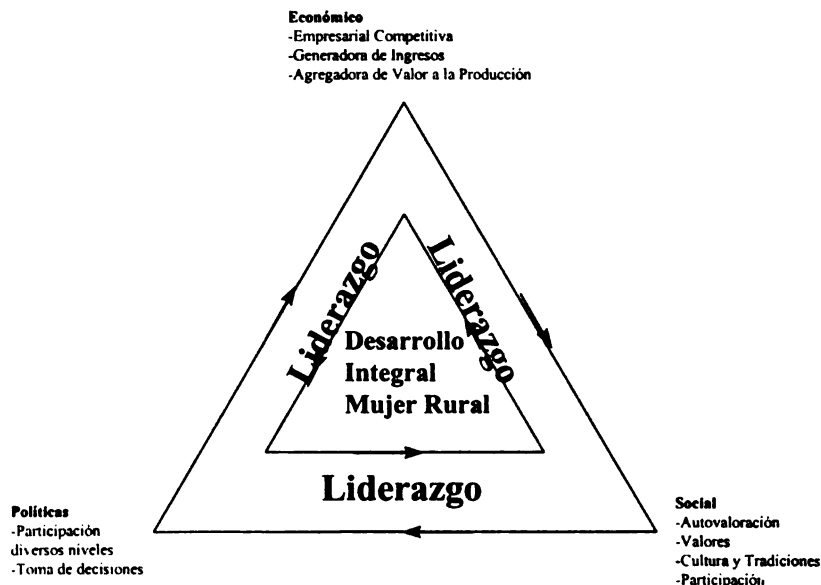 Económico
-Empresarial Competitiva
-Generadora de Ingresos
-Agregadora de Valor a la Producción
Liderazgo
Liderazgo
Desarrollo
Integral
Mujer Rural
Liderazgo
Políticas
-Participación
diversos niveles
-Toma de decisiones
Social
-Autovaloración
-Valores
-Cultura y Tradiciones
-Participación